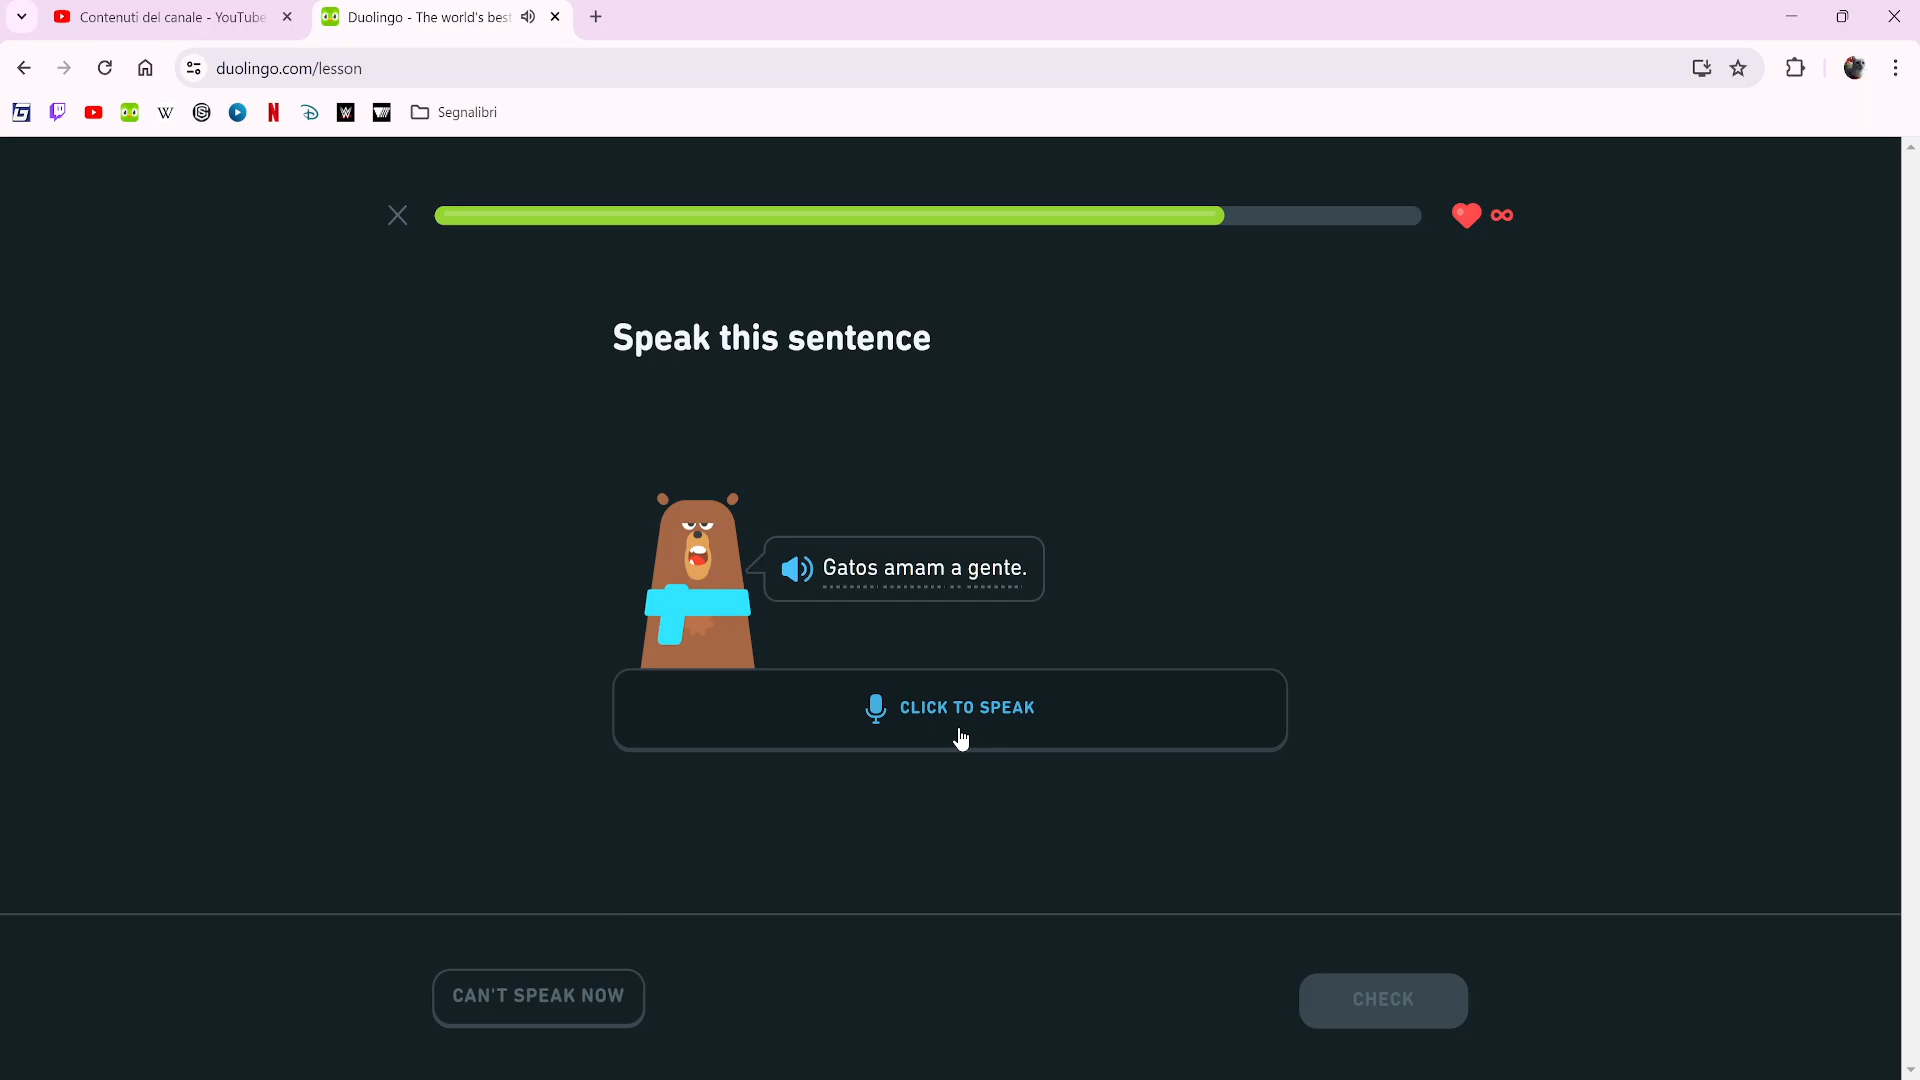 Contenuti del canale - YouTube
Duolingo - The world's best
duolingo.com/lesson
Segnalibri
Speak this sentence
Gatos amam a gente.
CLICK TO SPEAK
CAN'T SPEAK NOW
CHECK